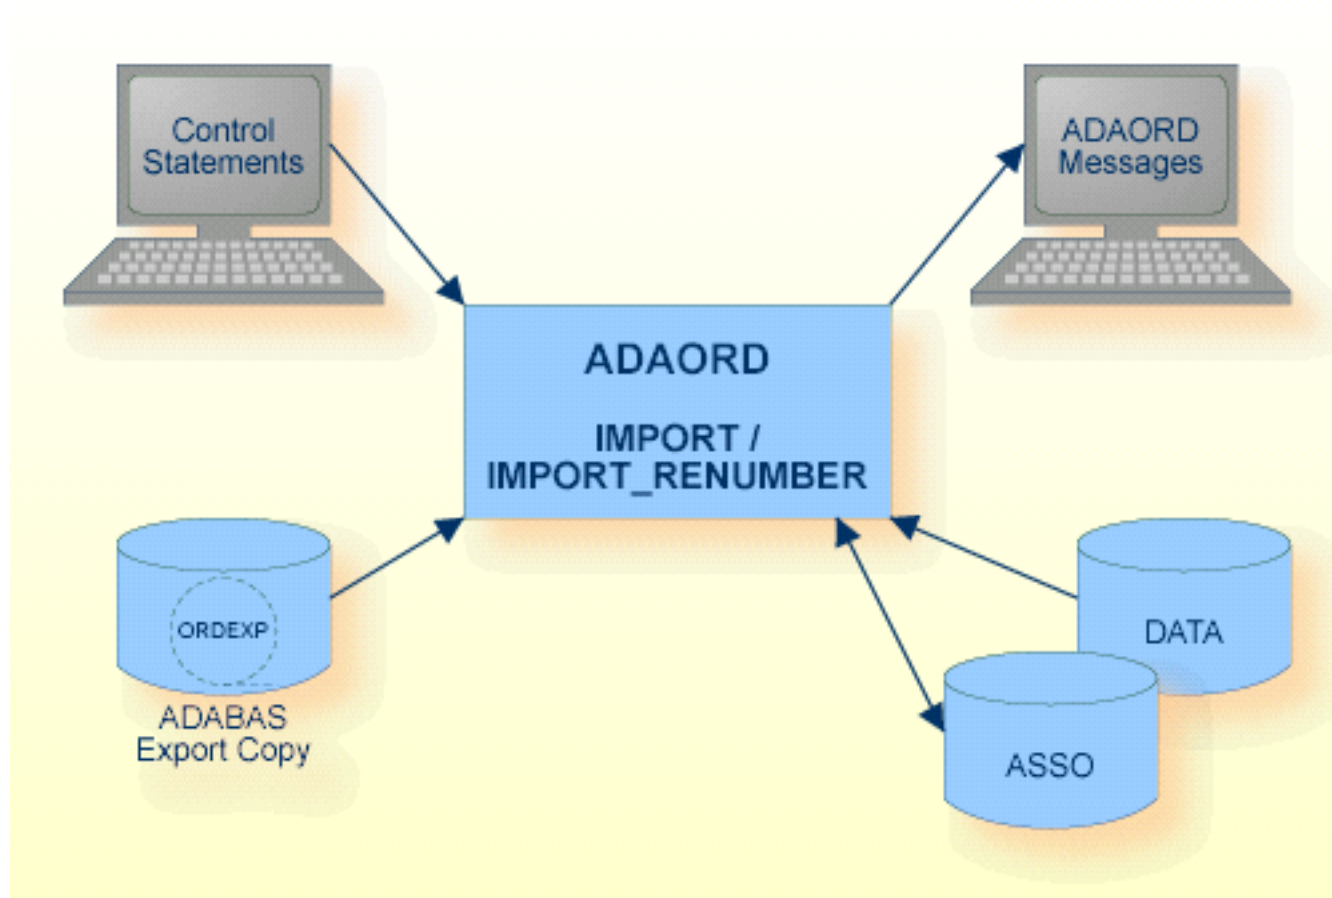 Control
Statements
ADAORD
Messages
ADAORD
IMPORT /
IMPORT_RENUMBER
ORDEXP
ADABAS
Export Copy
DATA
ASSO